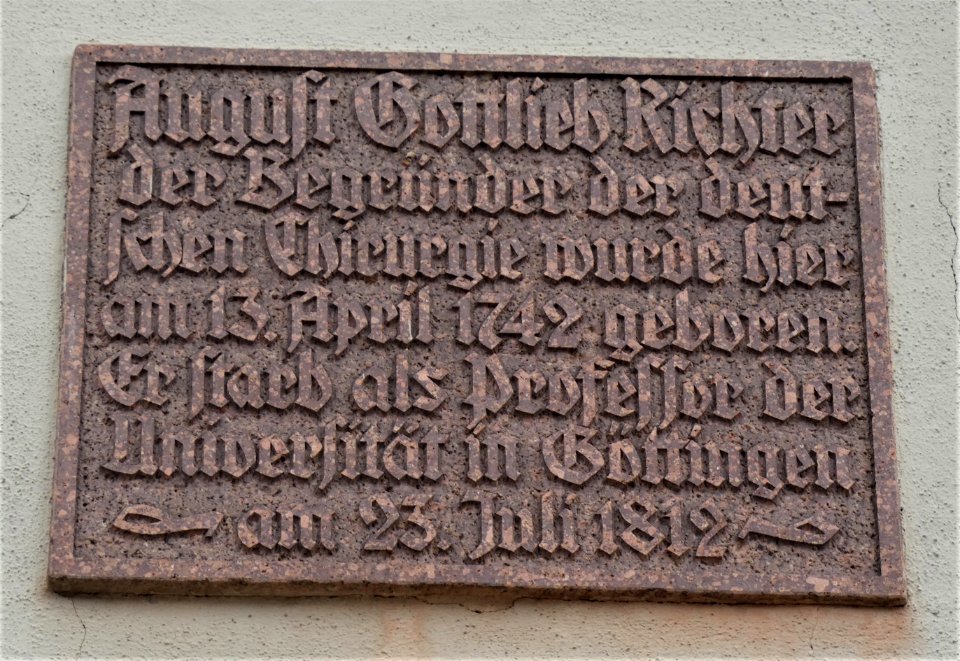 August Gottlieb Richter
der Begründer der deut-
schen Chirurgie wurde hier
am 13. April 1742 geboren.
Er starb als Professor der
Universität in Göttingen
am 23. Juli 1812